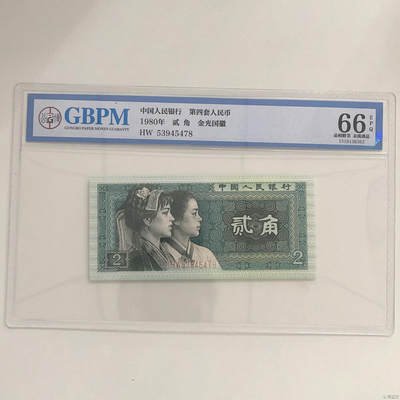 GBPM
GONGBO PAPER MONEY GUARANTY
中国人民银行 第四套人民币
1980年 贰 角 金光国徽
HW 53945478
66 EPQ
中国人民银行
贰角
HW53945478
2
2